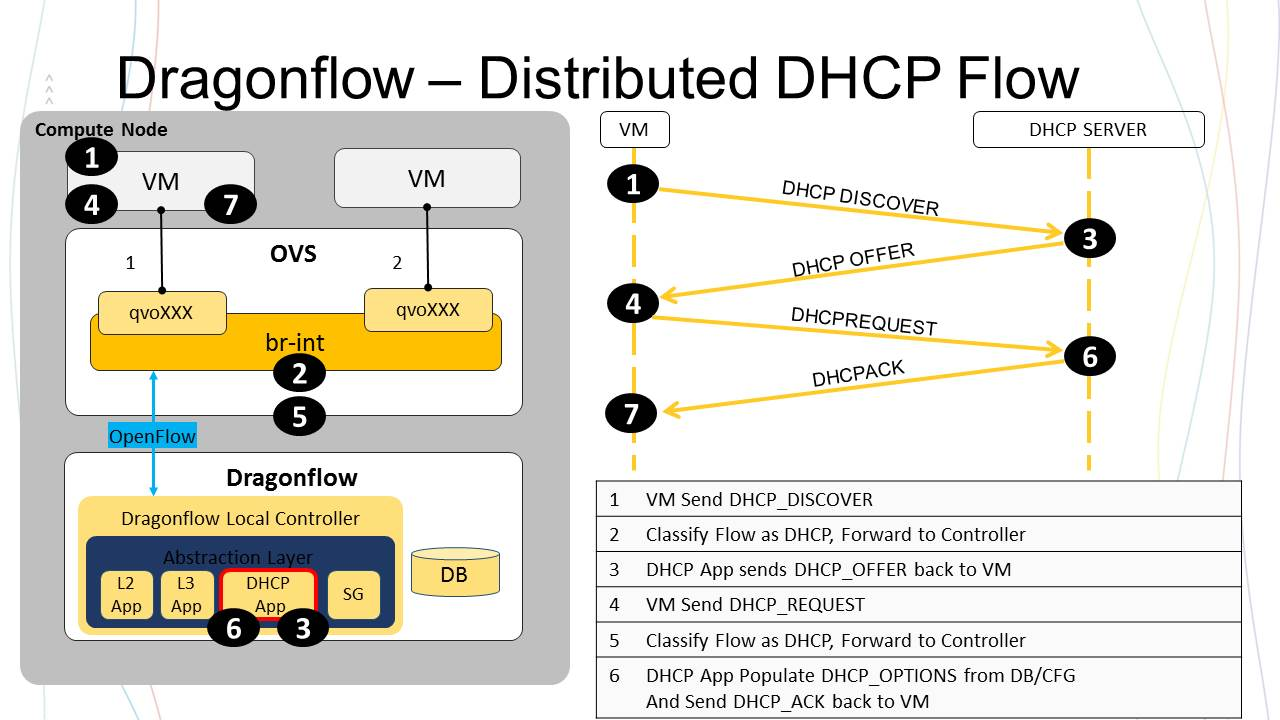 Dragonflow – Distributed DHCP Flow
Compute Node
1
VM
4
7
VM
OVS
1
2
qvoXXX
qvoXXX
br-int
2
5
OpenFlow
Dragonflow
Dragonflow Local Controller
Abstraction Layer
L2
App
L3
App
DHCP
App
SG
6
3
DB
VM
DHCP SERVER
1
DHCP DISCOVER
3
DHCP OFFER
4
DHCPREQUEST
6
DHCPACK
7
1 VM Send DHCP_DISCOVER
2 Classify Flow as DHCP, Forward to Controller
3 DHCP App sends DHCP_OFFER back to VM
4 VM Send DHCP_REQUEST
5 Classify Flow as DHCP, Forward to Controller
6 DHCP App Populate DHCP_OPTIONS from DB/CFG
And Send DHCP_ACK back to VM